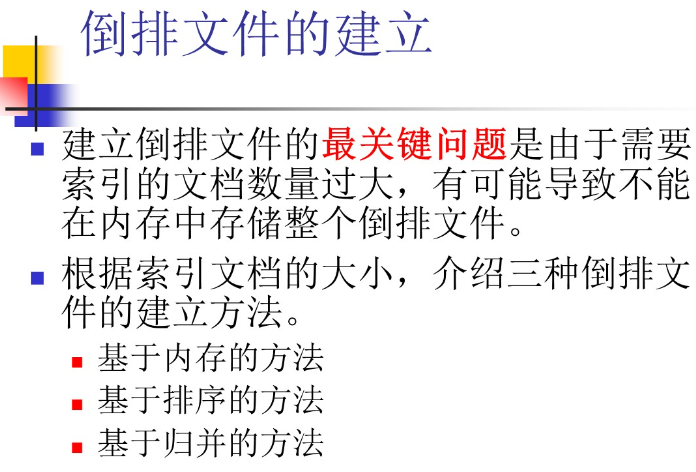 倒排文件的建立
建立倒排文件的最关键问题是由于需要
索引的文档数量过大，有可能导致不能
在内存中存储整个倒排文件。
根据索引文档的大小，介绍三种倒排文
件的建立方法。
基于内存的方法
基于排序的方法
基于归并的方法